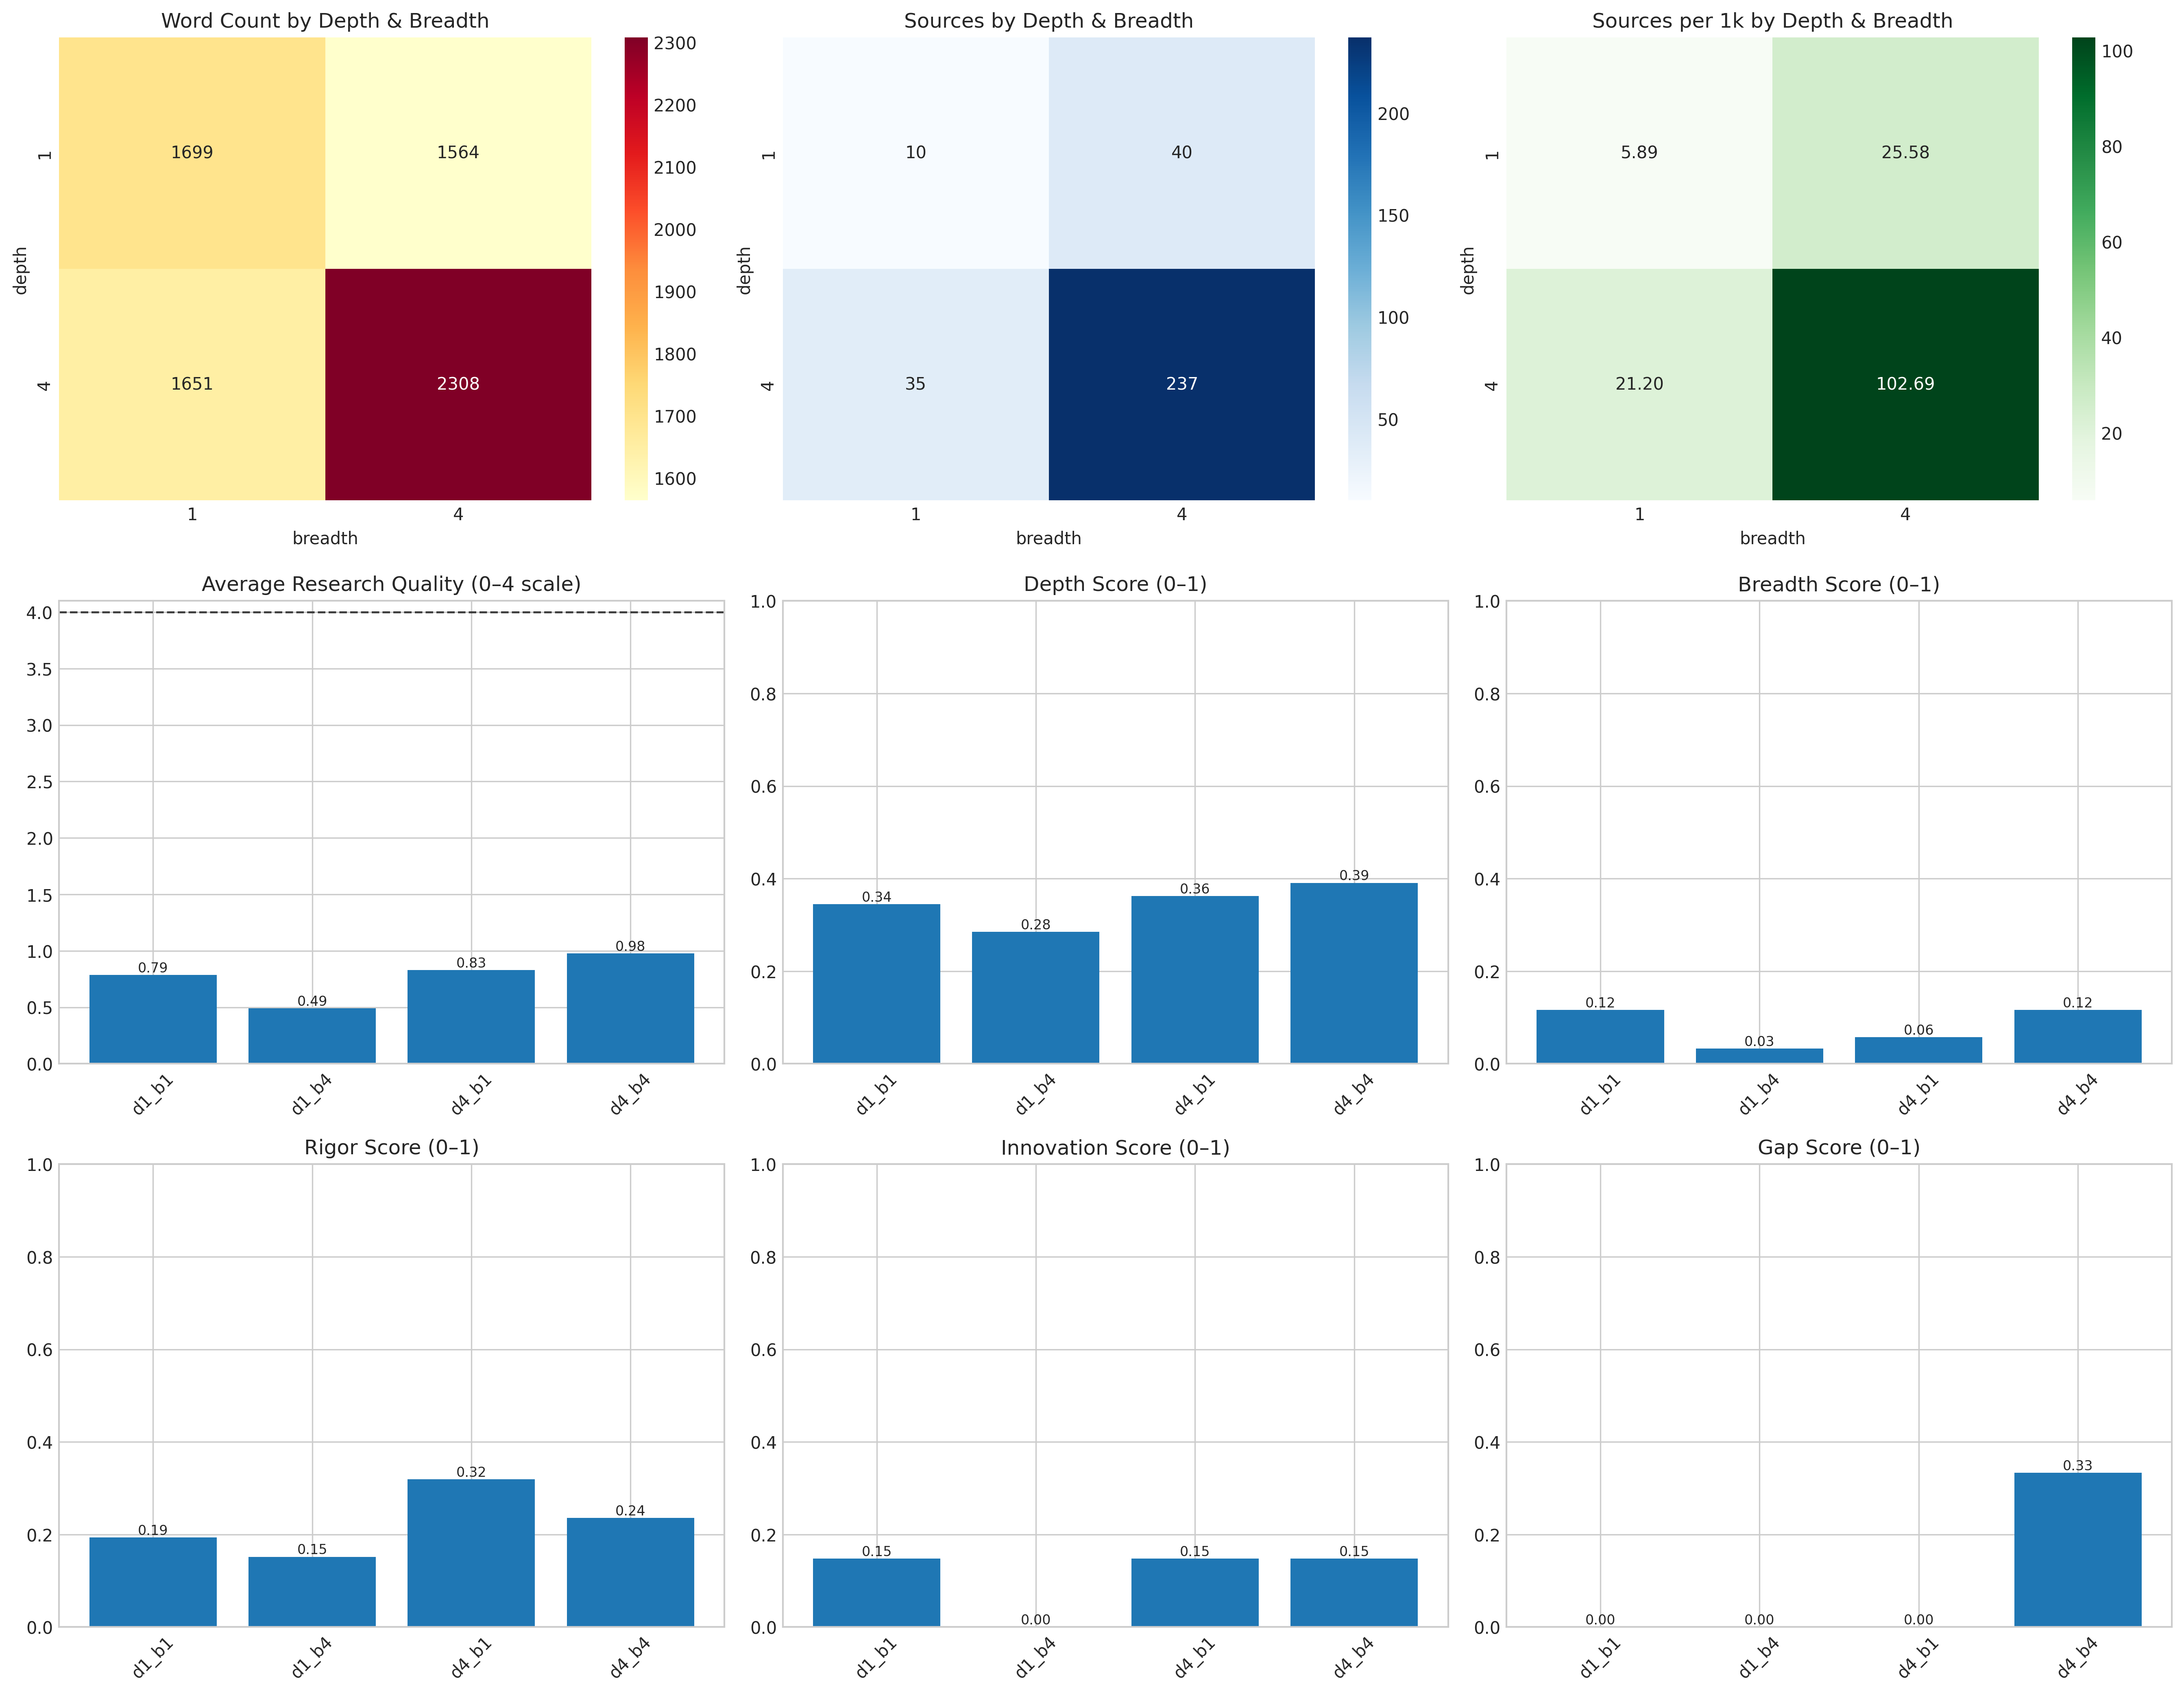 Word Count by Depth & Breadth
1699
1564
1651
2308
1
4
depth
1
4
breadth
2300
2200
2100
2000
1900
1800
1700
1600
Sources by Depth & Breadth
10
40
35
237
1
4
depth
1
4
breadth
200
150
100
50
Sources per 1k by Depth & Breadth
5.89
25.58
21.20
102.69
1
4
depth
1
4
breadth
100
80
60
40
20
Average Research Quality (0–4 scale)
4.0
3.5
3.0
2.5
2.0
1.5
1.0
0.5
0.0
0.79
0.49
0.83
0.98
d1_b1
d1_b4
d4_b1
d4_b4
Depth Score (0–1)
1.0
0.8
0.6
0.4
0.2
0.0
0.34
0.28
0.36
0.39
d1_b1
d1_b4
d4_b1
d4_b4
Breadth Score (0–1)
1.0
0.8
0.6
0.4
0.2
0.0
0.12
0.03
0.06
0.12
d1_b1
d1_b4
d4_b1
d4_b4
Rigor Score (0–1)
1.0
0.8
0.6
0.4
0.2
0.0
0.19
0.15
0.32
0.24
d1_b1
d1_b4
d4_b1
d4_b4
Innovation Score (0–1)
1.0
0.8
0.6
0.4
0.2
0.0
0.15
0.00
0.15
0.15
d1_b1
d1_b4
d4_b1
d4_b4
Gap Score (0–1)
1.0
0.8
0.6
0.4
0.2
0.0
0.00
0.00
0.00
0.33
d1_b1
d1_b4
d4_b1
d4_b4